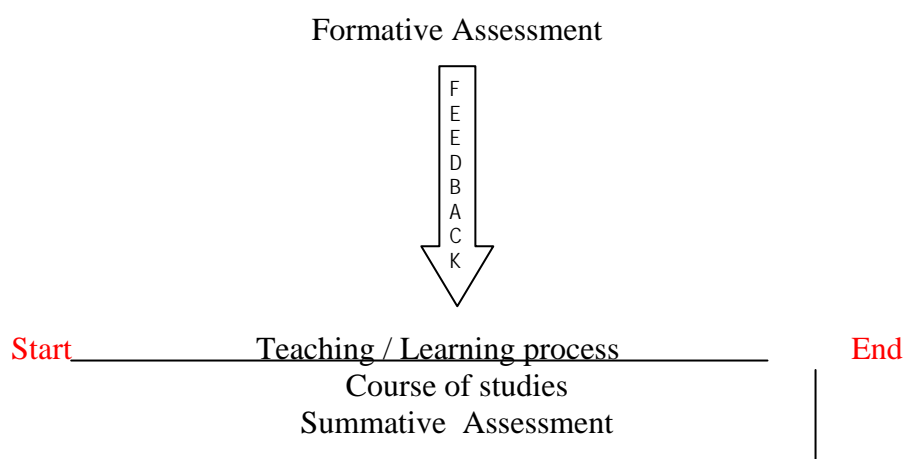 Formative Assessment
F
E
E
D
B
A
C
K
Start Teaching / Learning process End
Course of studies
Summative Assessment